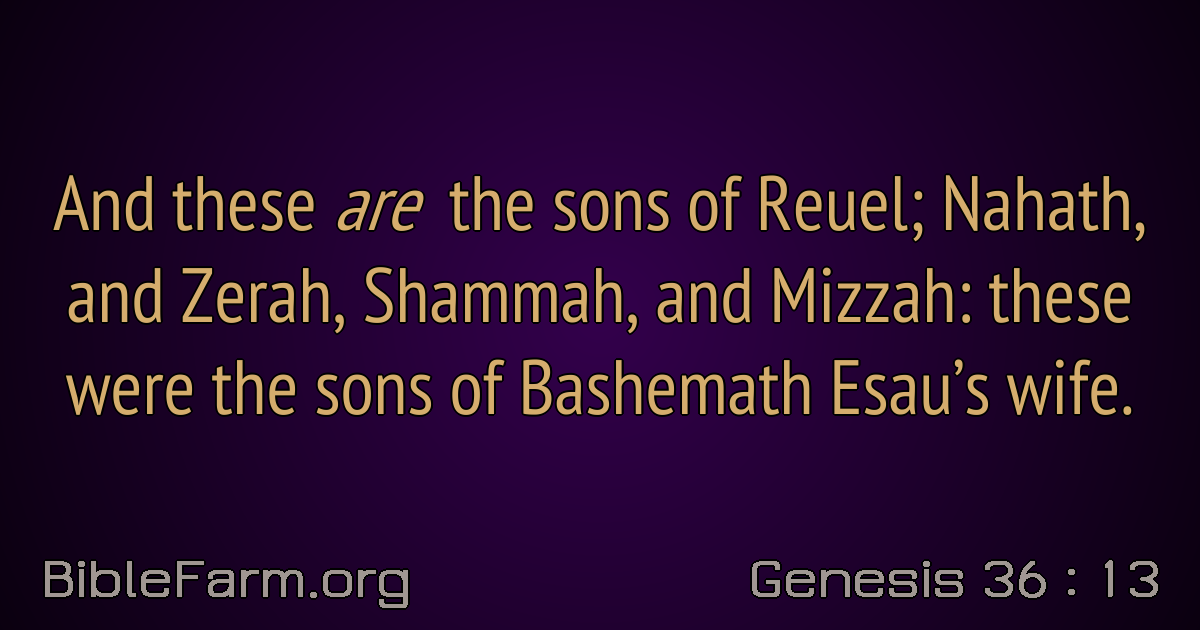 And these are the sons of Reuel; Nahath,
and Zerah, Shammah, and Mizzah: these
were the sons of Bashemath Esau’s wife.
BibleFarm.org
Genesis 36 : 13